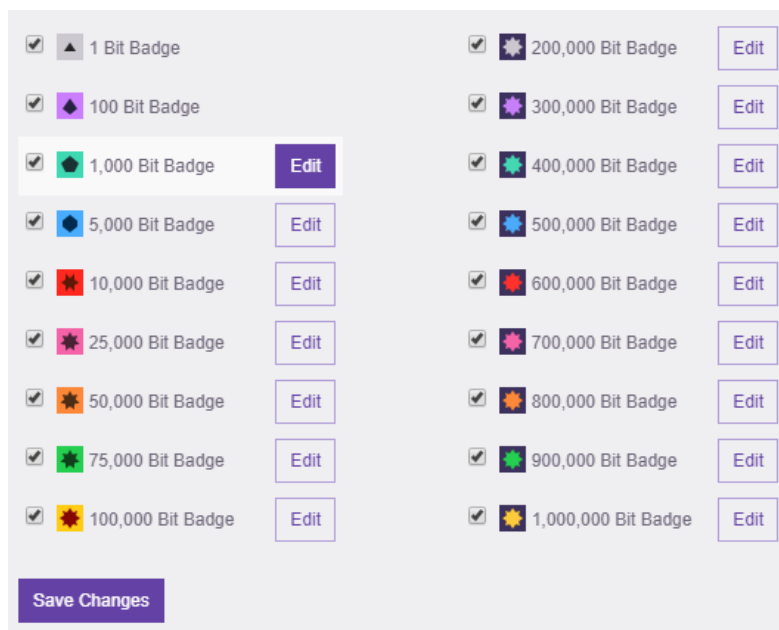 1 Bit Badge
100 Bit Badge
1,000 Bit Badge Edit
5,000 Bit Badge Edit
10,000 Bit Badge Edit
25,000 Bit Badge Edit
50,000 Bit Badge Edit
75,000 Bit Badge Edit
100,000 Bit Badge Edit
200,000 Bit Badge Edit
300,000 Bit Badge Edit
400,000 Bit Badge Edit
500,000 Bit Badge Edit
600,000 Bit Badge Edit
700,000 Bit Badge Edit
800,000 Bit Badge Edit
900,000 Bit Badge Edit
1,000,000 Bit Badge Edit
Save Changes